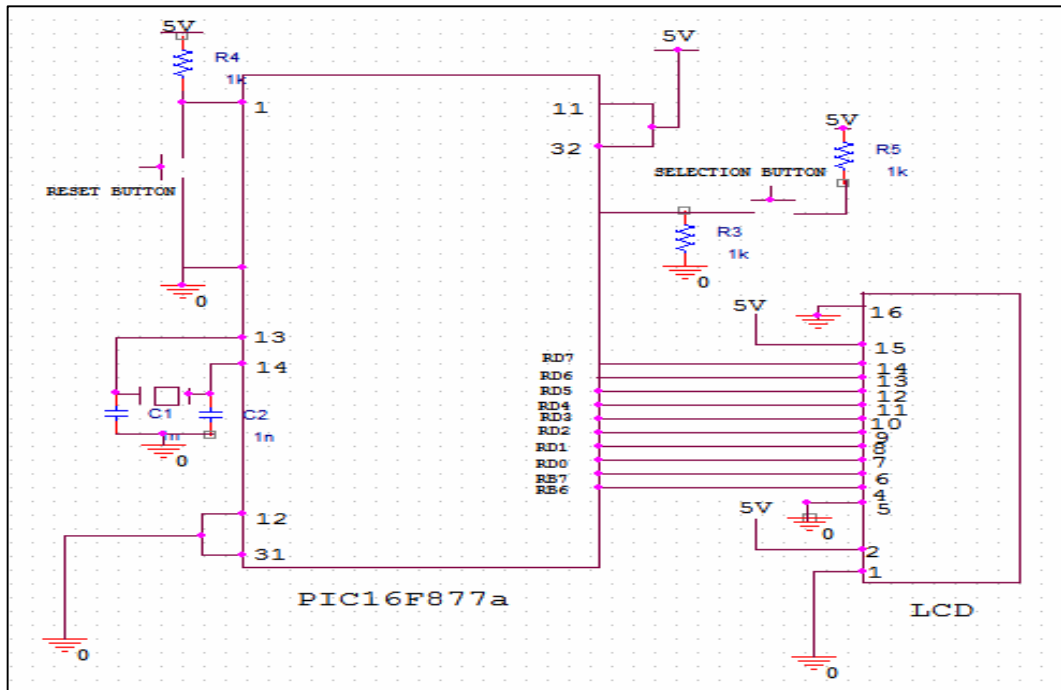 5V
R4
1k
1
RESET BUTTON
0
13
14
C1
C2
1n
0
12
31
0
PIC16F877a
5V
11
32
5V
R5
1k
SELECTION BUTTON
R3
1k
0
5V
16
15
RD7
14
RD6
13
RD5
12
RD4
11
RD3
10
RD2
9
RD1
8
RD0
7
RB7
6
RB6
4
5
0
5V
2
1
LCD
0